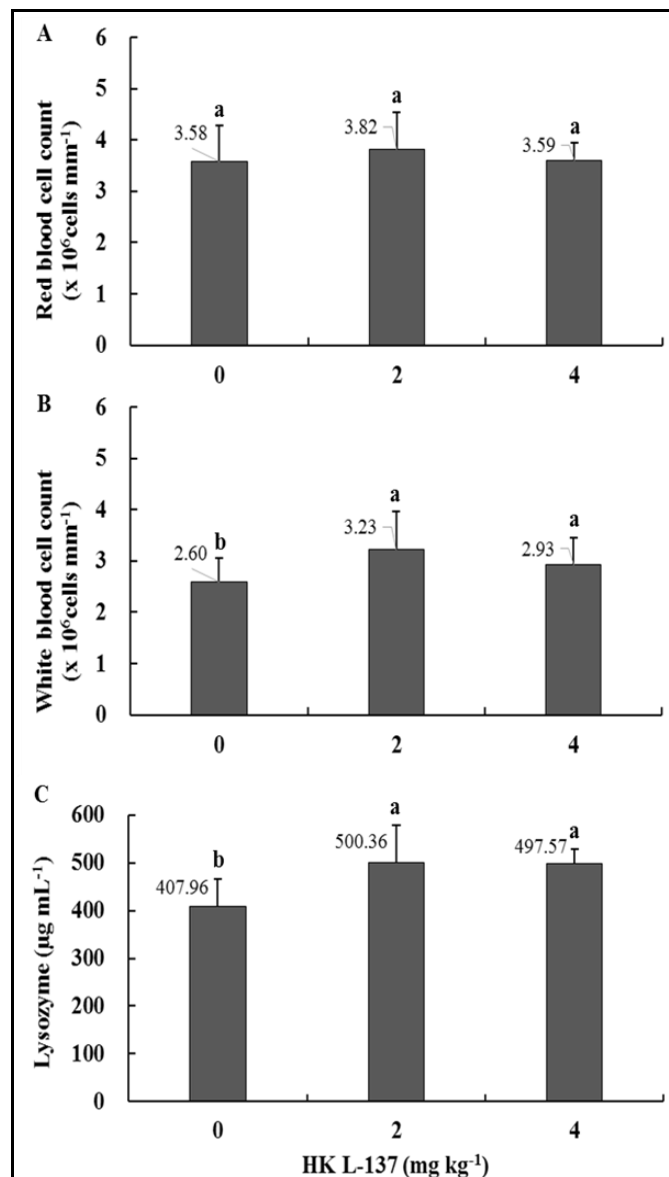 A
Red blood cell count
(x 10⁶cells mm⁻¹)
6
5
4
3
2
1
0
a
a
a
3.58
3.82
3.59
0
2
4
B
White blood cell count
(x 10⁶cells mm⁻¹)
6
5
4
3
2
1
0
b
a
a
2.60
3.23
2.93
0
2
4
C
Lysozyme (µg mL⁻¹)
600
500
400
300
200
100
0
b
a
a
407.96
500.36
497.57
0
2
4
HK L-137 (mg kg⁻¹)